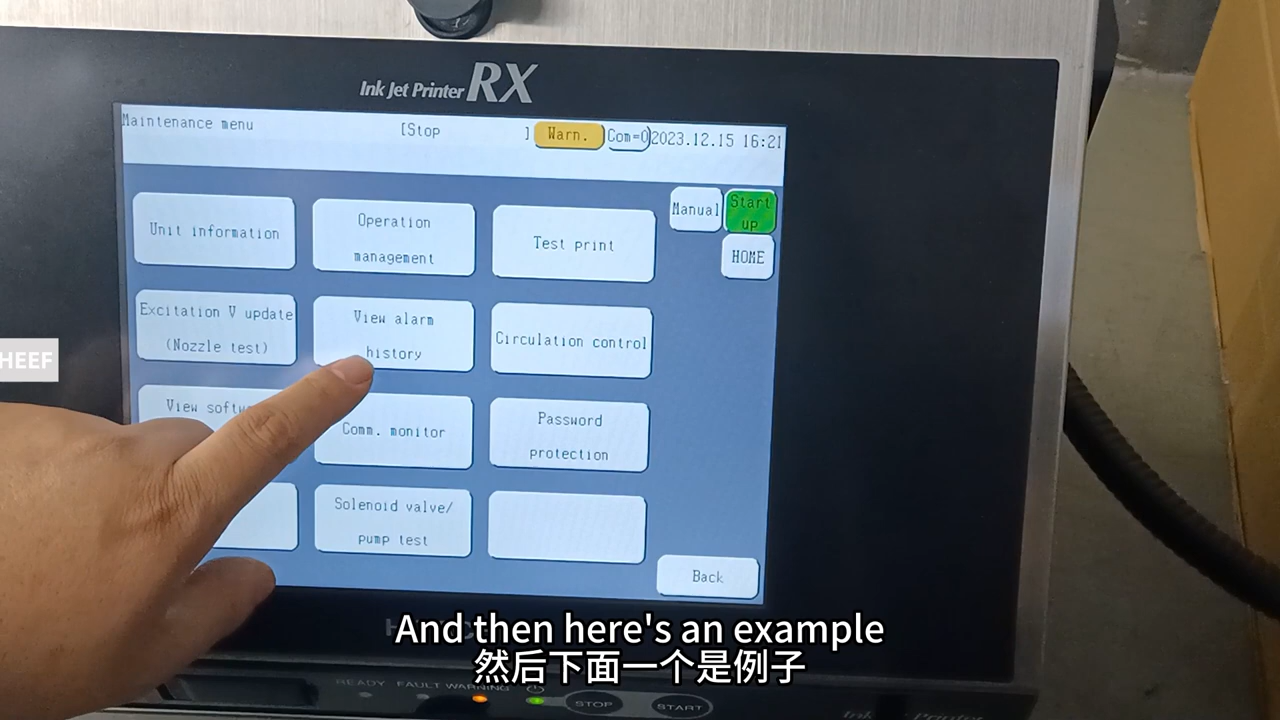 Ink Jet Printer RX
Maintenance menu
[Stop ]
Warn.
Com=0
2023.12.15 16:21
Manual
Start
up
HOME
Unit information
Operation
management
Test print
Excitation V update
(Nozzle test)
View alarm
history
Circulation control
View
Comm. monitor
Password
protection
Solenoid valve/
pump test
Back
HEEF
And then here's an example
然后下面一个是例子
READY FAULT WARNING
STOP
START